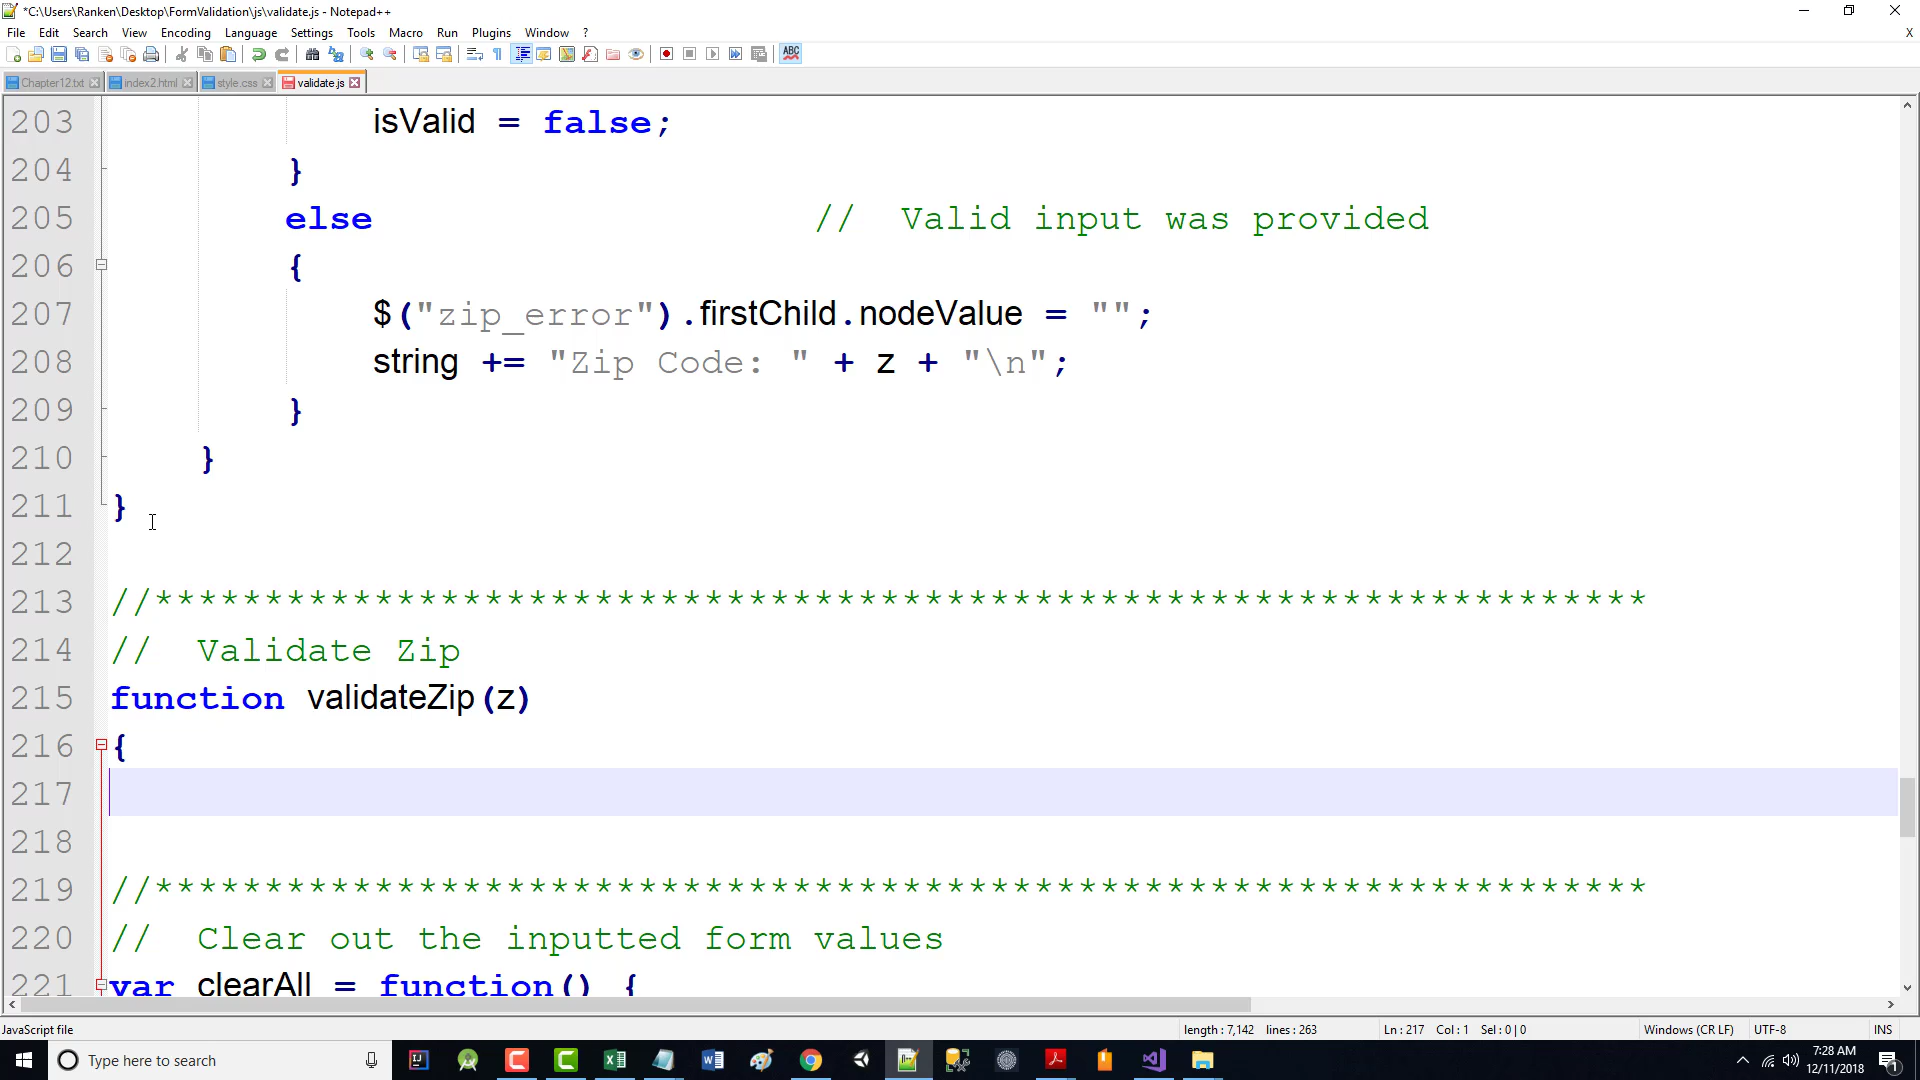 *C:\Users\Ranken\Desktop\FormValidation\js\validate.js - Notepad++
File Edit Search View Encoding Language Settings Tools Macro Run Plugins Window ? X
Chapter12.txt index2.html style.css validate.js
203 isValid = false;
204 }
205 else // Valid input was provided
206 {
207 $("zip_error").firstChild.nodeValue = "";
208 string += "Zip Code: " + z + "\n";
209 }
210 }
211 }
212
213 //********************************************************************
214 // Validate Zip
215 function validateZip(z)
216 {
217
218
219 //********************************************************************
220 // Clear out the inputted form values
221 var clearAll = function() {
JavaScript file length : 7,142 lines : 263 Ln : 217 Col : 1 Sel : 0 | 0 Windows (CR LF) UTF-8 INS
Type here to search
7:28 AM
12/11/2018